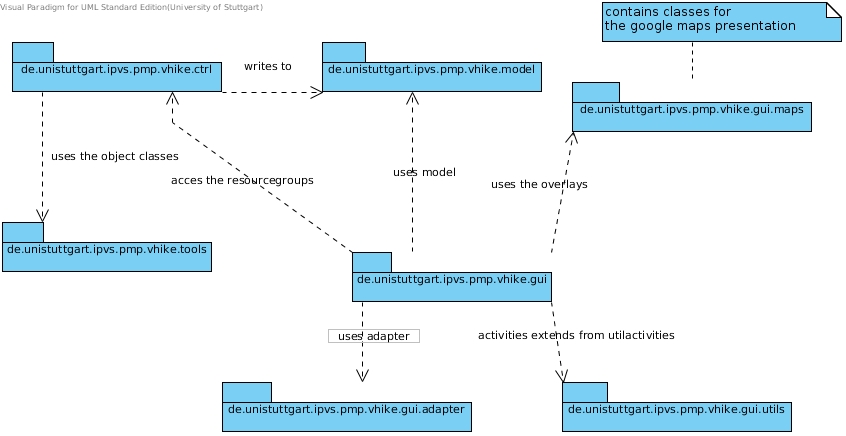 Visual Paradigm for UML Standard Edition(University of Stuttgart)
contains classes for
the google maps presentation
de.unistuttgart.ipvs.pmp.vhike.ctrl
writes to
de.unistuttgart.ipvs.pmp.vhike.model
de.unistuttgart.ipvs.pmp.vhike.gui.maps
uses the object classes
acces the resourcegroups
uses model
uses the overlays
de.unistuttgart.ipvs.pmp.vhike.tools
de.unistuttgart.ipvs.pmp.vhike.gui
uses adapter
activities extends from utilactivities
de.unistuttgart.ipvs.pmp.vhike.gui.adapter
de.unistuttgart.ipvs.pmp.vhike.gui.utils